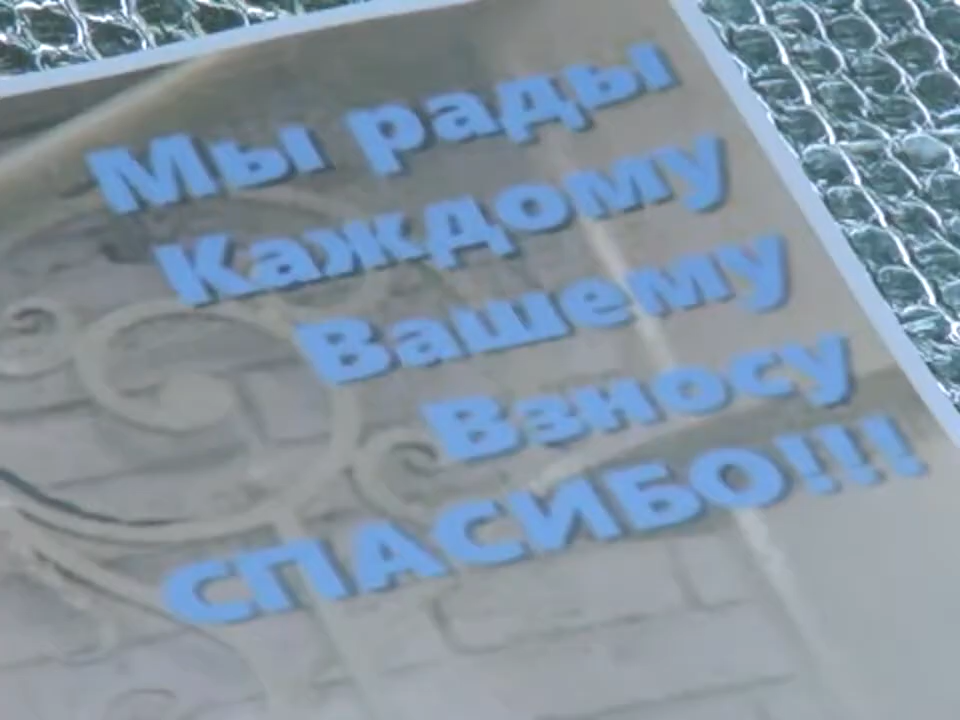 Мы рады
Каждому
Вашему
Взносу
СПАСИБО!!!